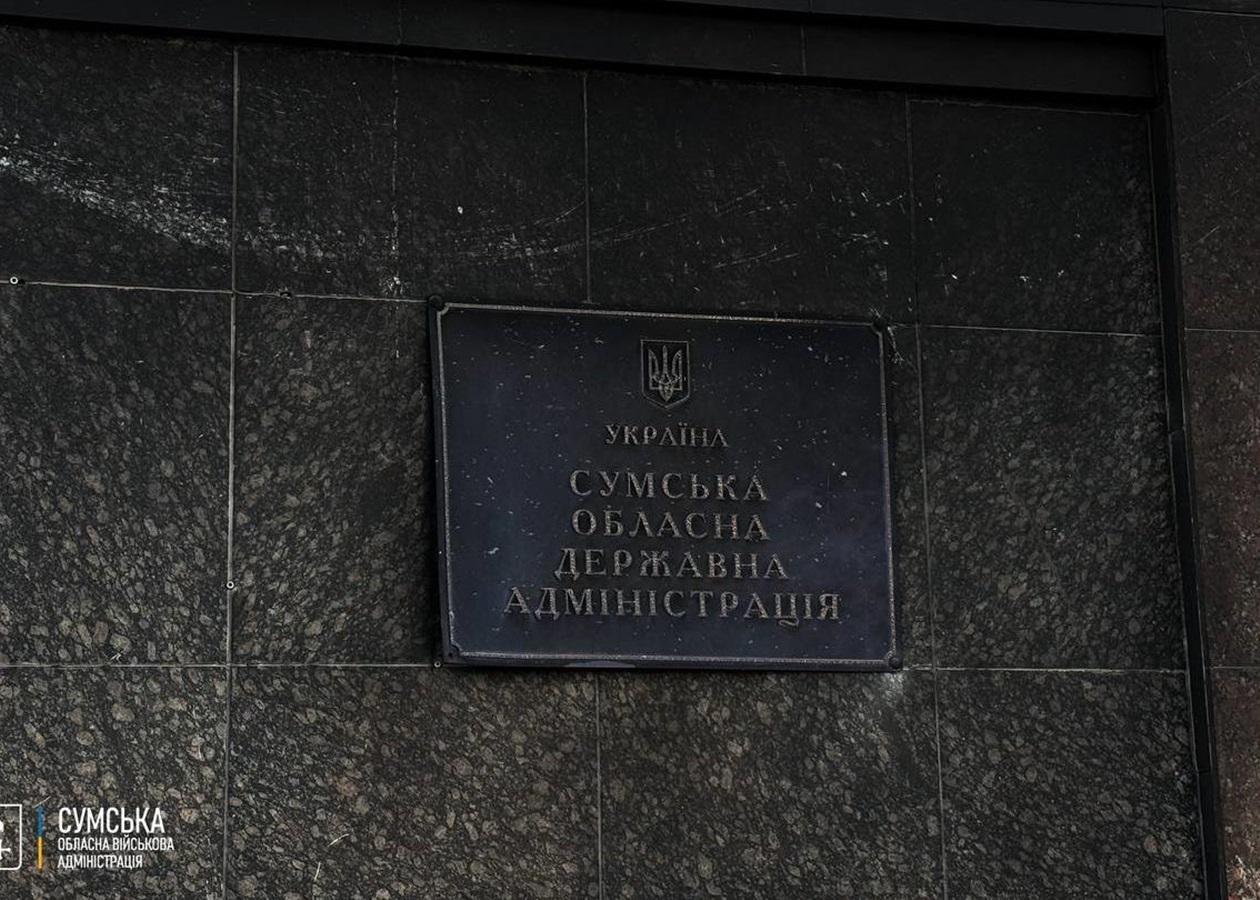 УКРАЇНА
СУМСЬКА
ОБЛАСНА
ДЕРЖАВНА
АДМІНІСТРАЦІЯ
СУМСЬКА
ОБЛАСНА ВІЙСЬКОВА
АДМІНІСТРАЦІЯ